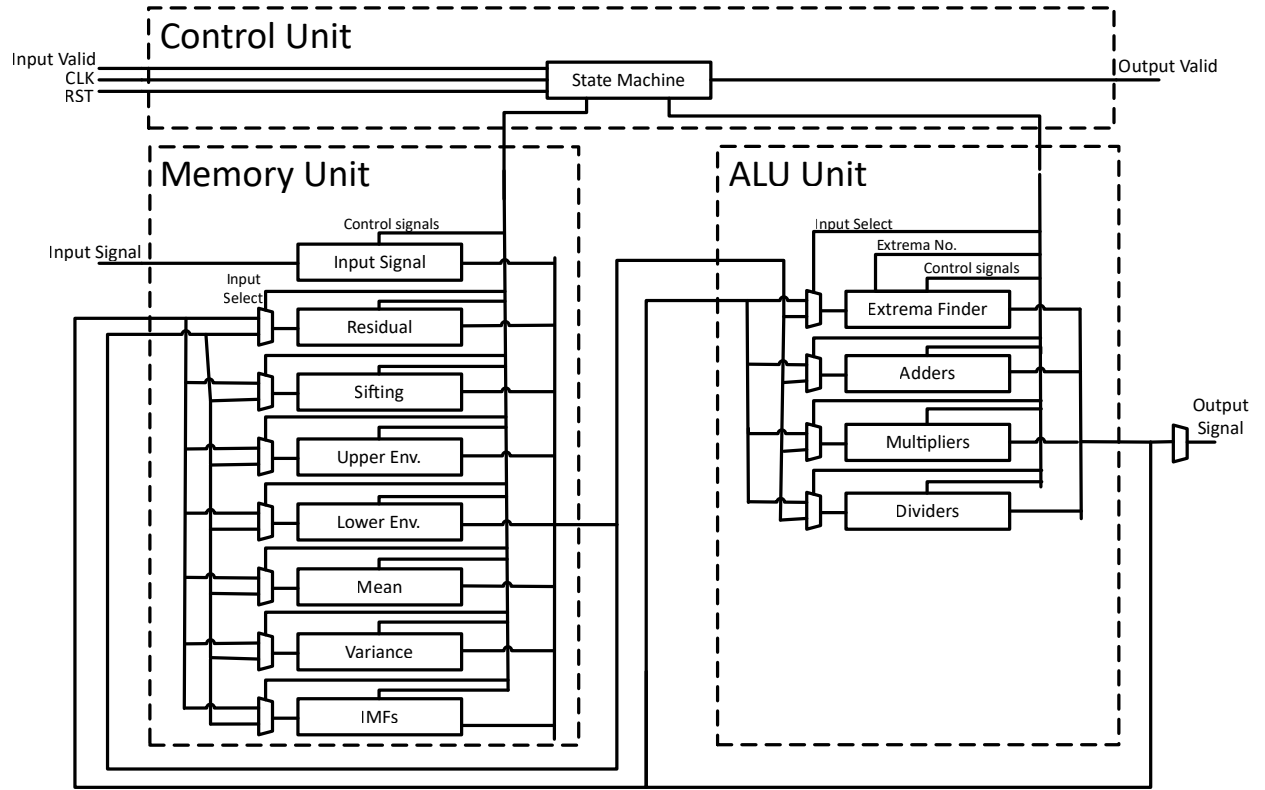 Control Unit
Input Valid
CLK
RST
State Machine
Output Valid
Memory Unit
Control signals
Input Signal
Input Signal
Input
Select
Residual
Sifting
Upper Env.
Lower Env.
Mean
Variance
IMFs
ALU Unit
Input Select
Extrema No.
Control signals
Extrema Finder
Adders
Multipliers
Dividers
Output
Signal